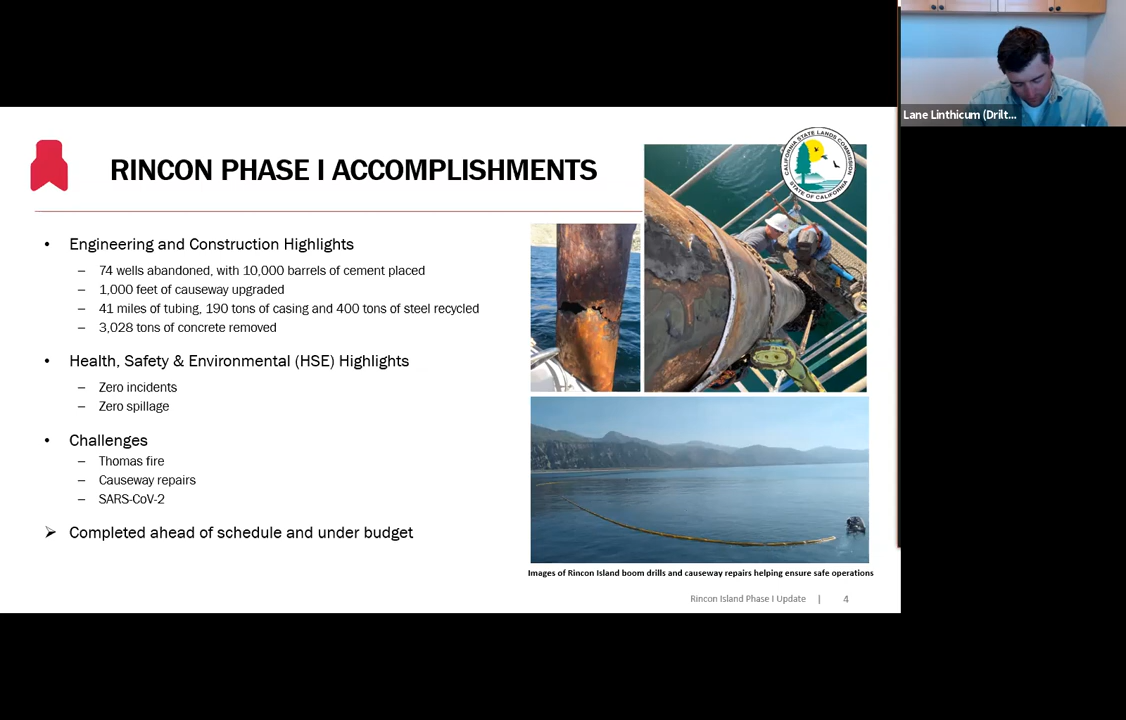 Lane Linthicum (Drilt...
CALIFORNIA STATE LANDS COMMISSION
STATE OF CALIFORNIA
RINCON PHASE I ACCOMPLISHMENTS
• Engineering and Construction Highlights
– 74 wells abandoned, with 10,000 barrels of cement placed
– 1,000 feet of causeway upgraded
– 41 miles of tubing, 190 tons of casing and 400 tons of steel recycled
– 3,028 tons of concrete removed
• Health, Safety & Environmental (HSE) Highlights
– Zero incidents
– Zero spillage
• Challenges
– Thomas fire
– Causeway repairs
– SARS-CoV-2
➢ Completed ahead of schedule and under budget
Images of Rincon Island boom drills and causeway repairs helping ensure safe operations
Rincon Island Phase I Update | 4